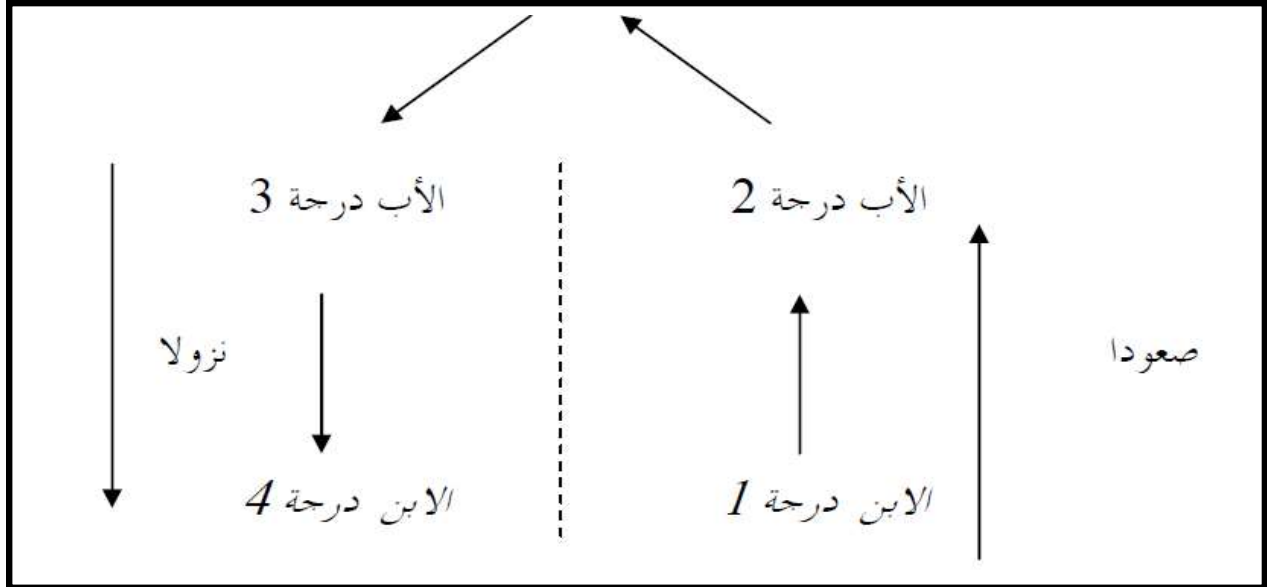 الأب درجة 2
الأب درجة 3
صعودا
نزولا
الابن درجة 1
الابن درجة 4